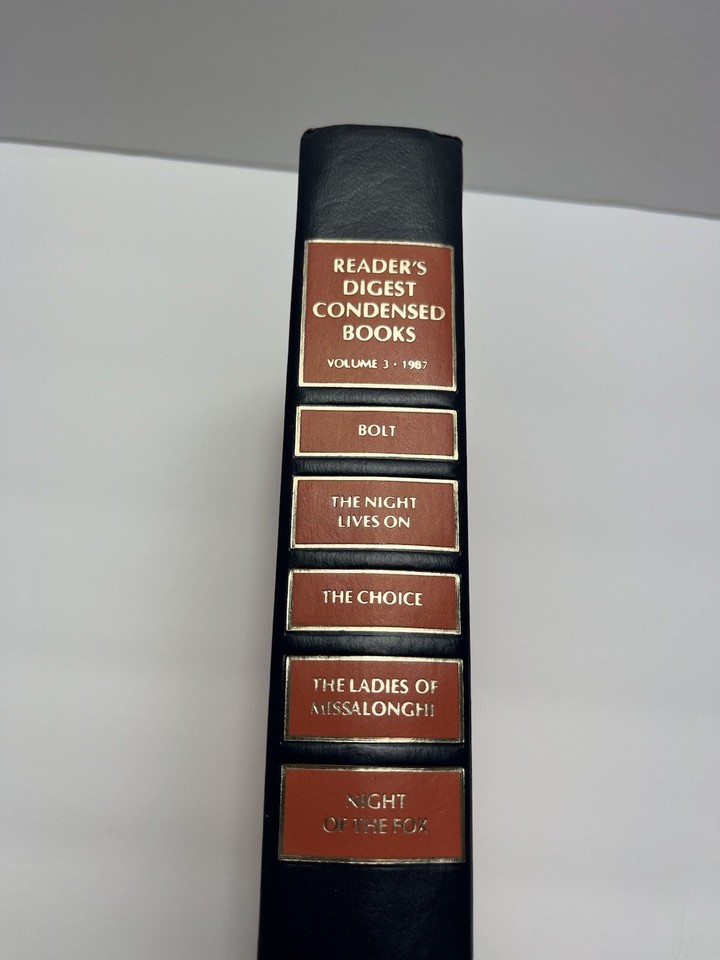 READER'S
DIGEST
CONDENSED
BOOKS
VOLUME 3 • 1987
BOLT
THE NIGHT
LIVES ON
THE CHOICE
THE LADIES OF
MISSALONGHI
NIGHT
OF THE FOX